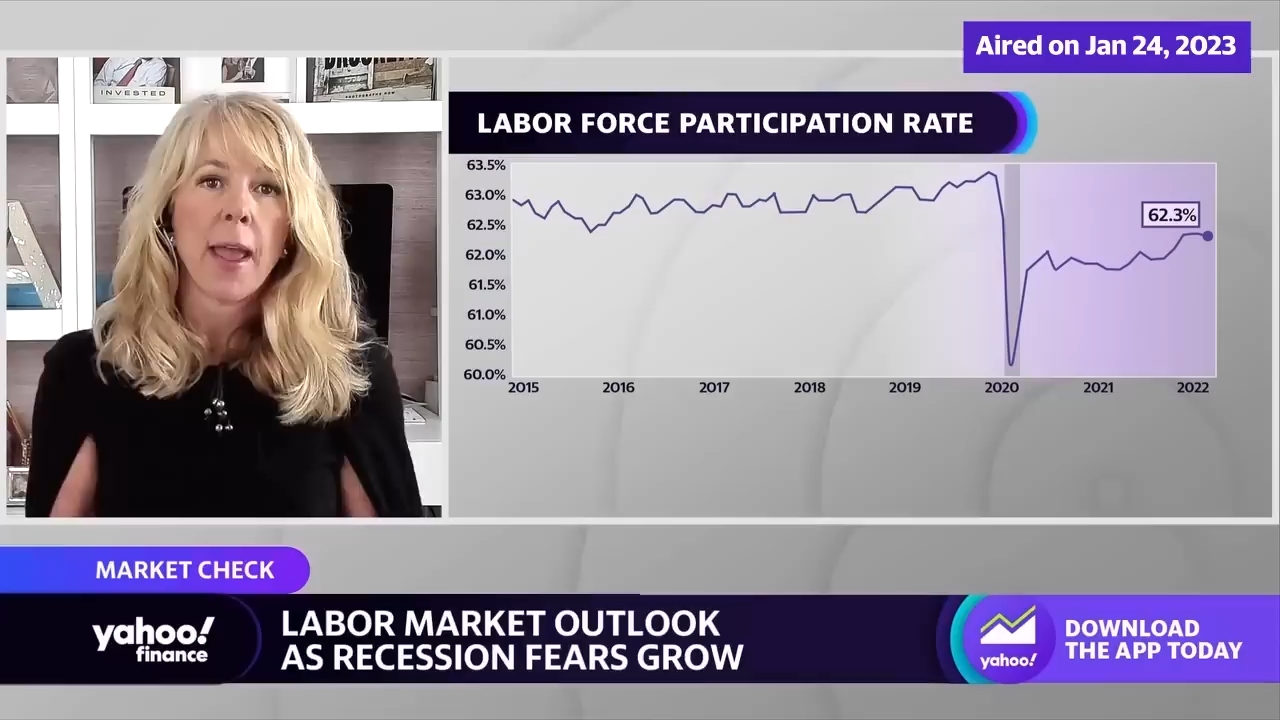 Aired on Jan 24, 2023
INVESTED
BROOKLYN
LABOR FORCE PARTICIPATION RATE
63.5%
63.0%
62.5%
62.0%
61.5%
61.0%
60.5%
60.0%
62.3%
2015
2016
2017
2018
2019
2020
2021
2022
MARKET CHECK
yahoo!
finance
LABOR MARKET OUTLOOK
AS RECESSION FEARS GROW
yahoo!
DOWNLOAD
THE APP TODAY